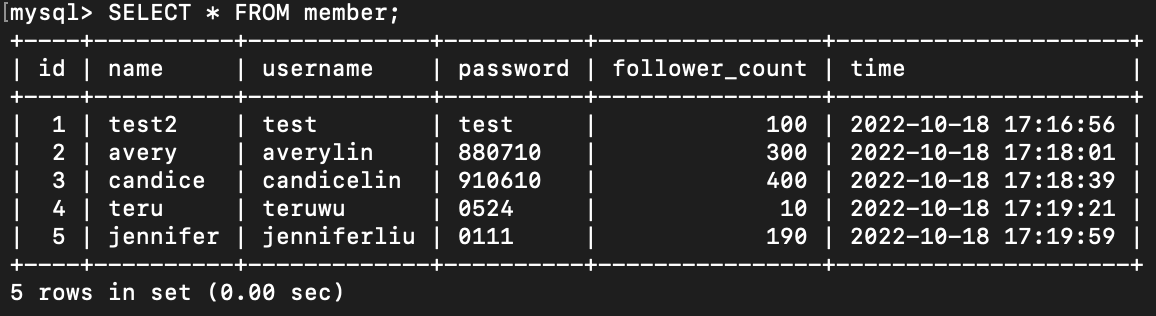 [mysql> SELECT * FROM member;
+----+----------+------------+----------+----------------+---------------------+
| id | name     | username   | password | follower_count | time                |
+----+----------+------------+----------+----------------+---------------------+
|  1 | test2    | test       | test     |            100 | 2022-10-18 17:16:56 |
|  2 | avery    | averylin   | 880710   |            300 | 2022-10-18 17:18:01 |
|  3 | candice  | candicelin | 910610   |            400 | 2022-10-18 17:18:39 |
|  4 | teru     | teruwu     | 0524     |             10 | 2022-10-18 17:19:21 |
|  5 | jennifer | jenniferliu | 0111     |            190 | 2022-10-18 17:19:59 |
+----+----------+------------+----------+----------------+---------------------+
5 rows in set (0.00 sec)